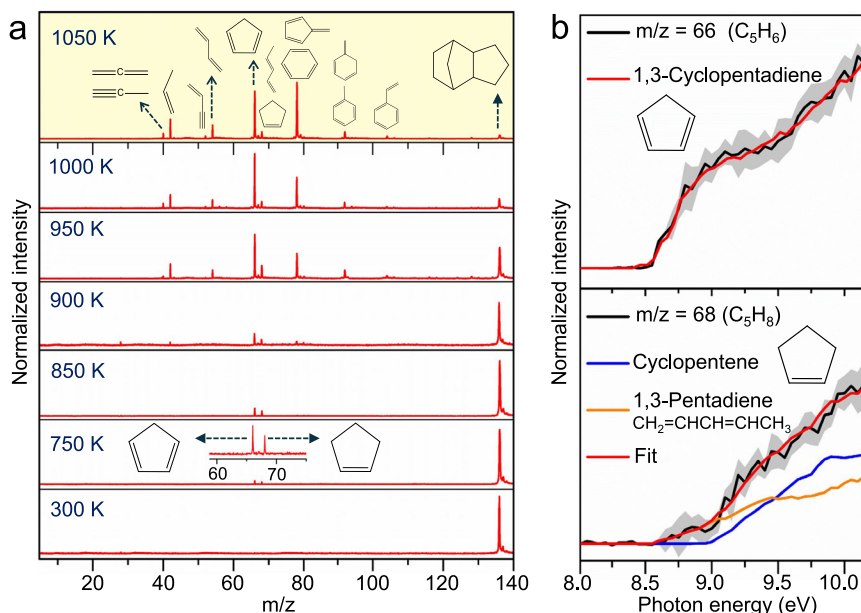 a
1050 K
C
C
1000 K
950 K
900 K
850 K
750 K
60
70
300 K
Normalized intensity
20
40
60
80
100
120
140
m/z
b
m/z = 66 (C₅H₆)
1,3-Cyclopentadiene
m/z = 68 (C₅H₈)
Cyclopentene
1,3-Pentadiene
CH₂=CHCH=CHCH₃
Fit
Normalized intensity
8.0
8.5
9.0
9.5
10.0
Photon energy (eV)